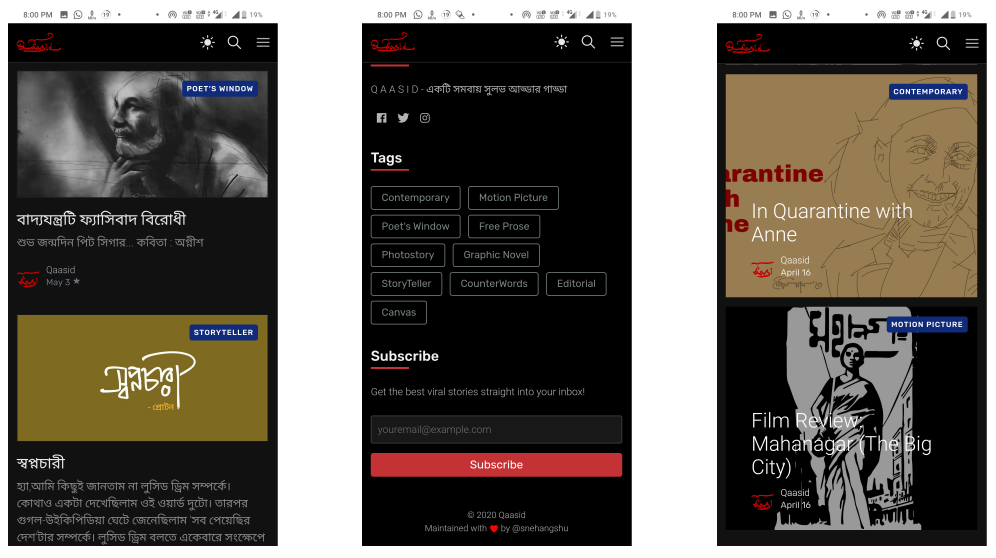 8:00 PM
19%
Qaasid
POET'S WINDOW
বাদ্যযন্ত্রটি ফ্যাসিবাদ বিরোধী
শুভ জন্মদিন পিট সিগার... কবিতা : অগ্নীশ
Qaasid
May 3 ★
STORYTELLER
স্বপ্নচারী
- প্রোটন
স্বপ্নচারী
হ্যা,আমি কিছুই জানতাম না লুসিড ড্রিম সম্পর্কে।
কোথাও একটা দেখেছিলাম ওই ওয়ার্ড দুটো। তারপর
গুগল-উইকিপিডিয়া ঘেটে জেনেছিলাম 'সব পেয়েছির
দেশ'টার সম্পর্কে। লুসিড ড্রিম বলতে একেবারে সংক্ষেপে
8:00 PM
19%
Qaasid
Q A A S I D - একটি সমবায় সুলভ আড্ডার গাড্ডা
Tags
Contemporary
Motion Picture
Poet's Window
Free Prose
Photostory
Graphic Novel
StoryTeller
CounterWords
Editorial
Canvas
Subscribe
Get the best viral stories straight into your inbox!
youremail@example.com
Subscribe
© 2020 Qaasid
Maintained with ❤ by @snehangshu
8:00 PM
19%
Qaasid
CONTEMPORARY
arantine
h
ne
In Quarantine with
Anne
Qaasid
April 16
MOTION PICTURE
Film Review:
Mahanagar (The Big
City)
Qaasid
April 16